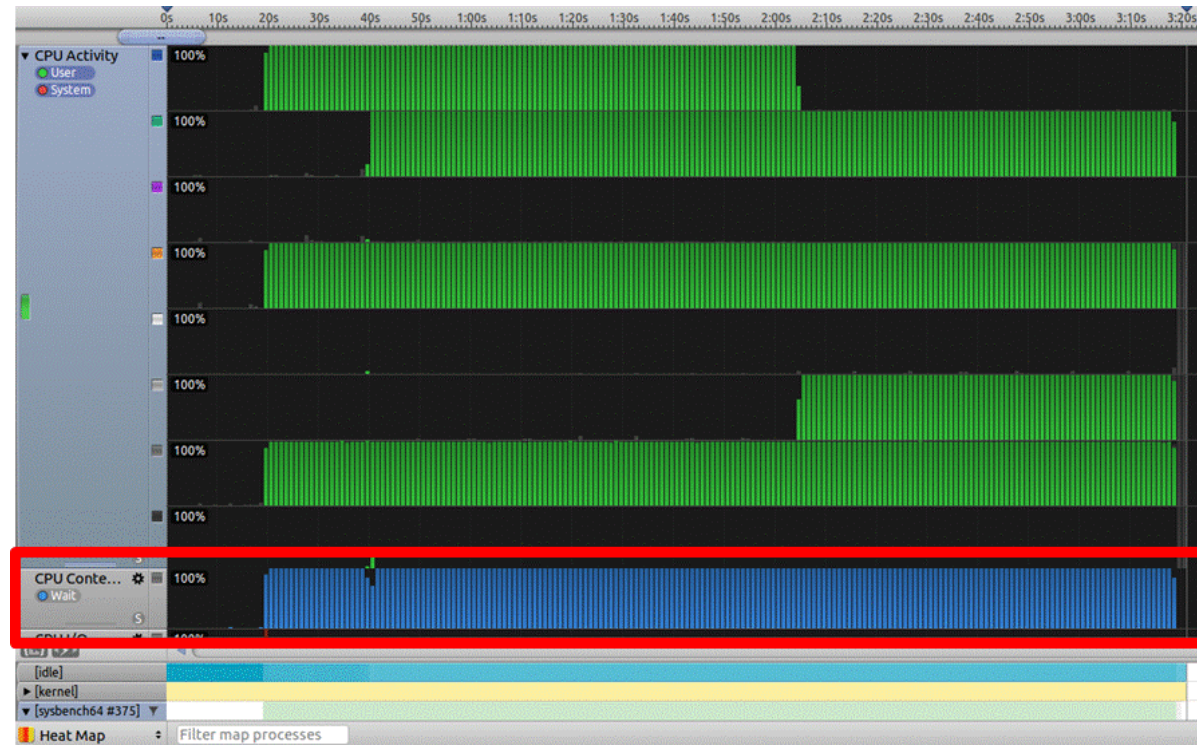 0s 10s 20s 30s 40s 50s 1:00s 1:10s 1:20s 1:30s 1:40s 1:50s 2:00s 2:10s 2:20s 2:30s 2:40s 2:50s 3:00s 3:10s 3:20s
CPU Activity 100%
User
System
100%
100%
100%
100%
100%
100%
100%
S
CPU Conte... 100%
Wait
S
CPU I/O 100%
[idle]
[kernel]
[sysbench64 #375]
Heat Map Filter map processes